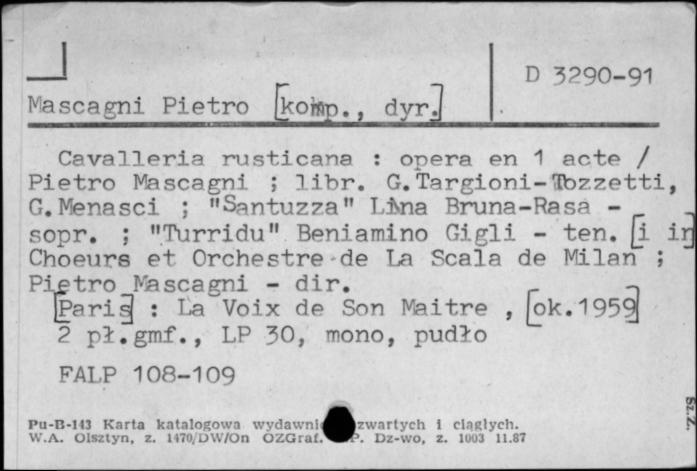 D 3290-91
Mascagni Pietro [komp., dyr.]
Cavalleria rusticana : opera en 1 acte /
Pietro Mascagni ; libr. G.Targioni-Tozzetti,
G.Menasci ; "Santuzza" Lina Bruna-Rasa -
sopr. ; "Turridu" Beniamino Gigli - ten. [i in
Choeurs et Orchestre de La Scala de Milan ;
Pietro Mascagni - dir.
[Paris] : La Voix de Son Maitre , [ok.1959]
2 pł.gmf., LP 30, mono, pudło
FALP 108-109
Sz.Z.
Pu-B-143 Karta katalogowa wydawnic zwartych i ciągłych.
W.A. Olsztyn, z. 1470/DW/On OZGraf. P. Dz-wo, z. 1003 11.87